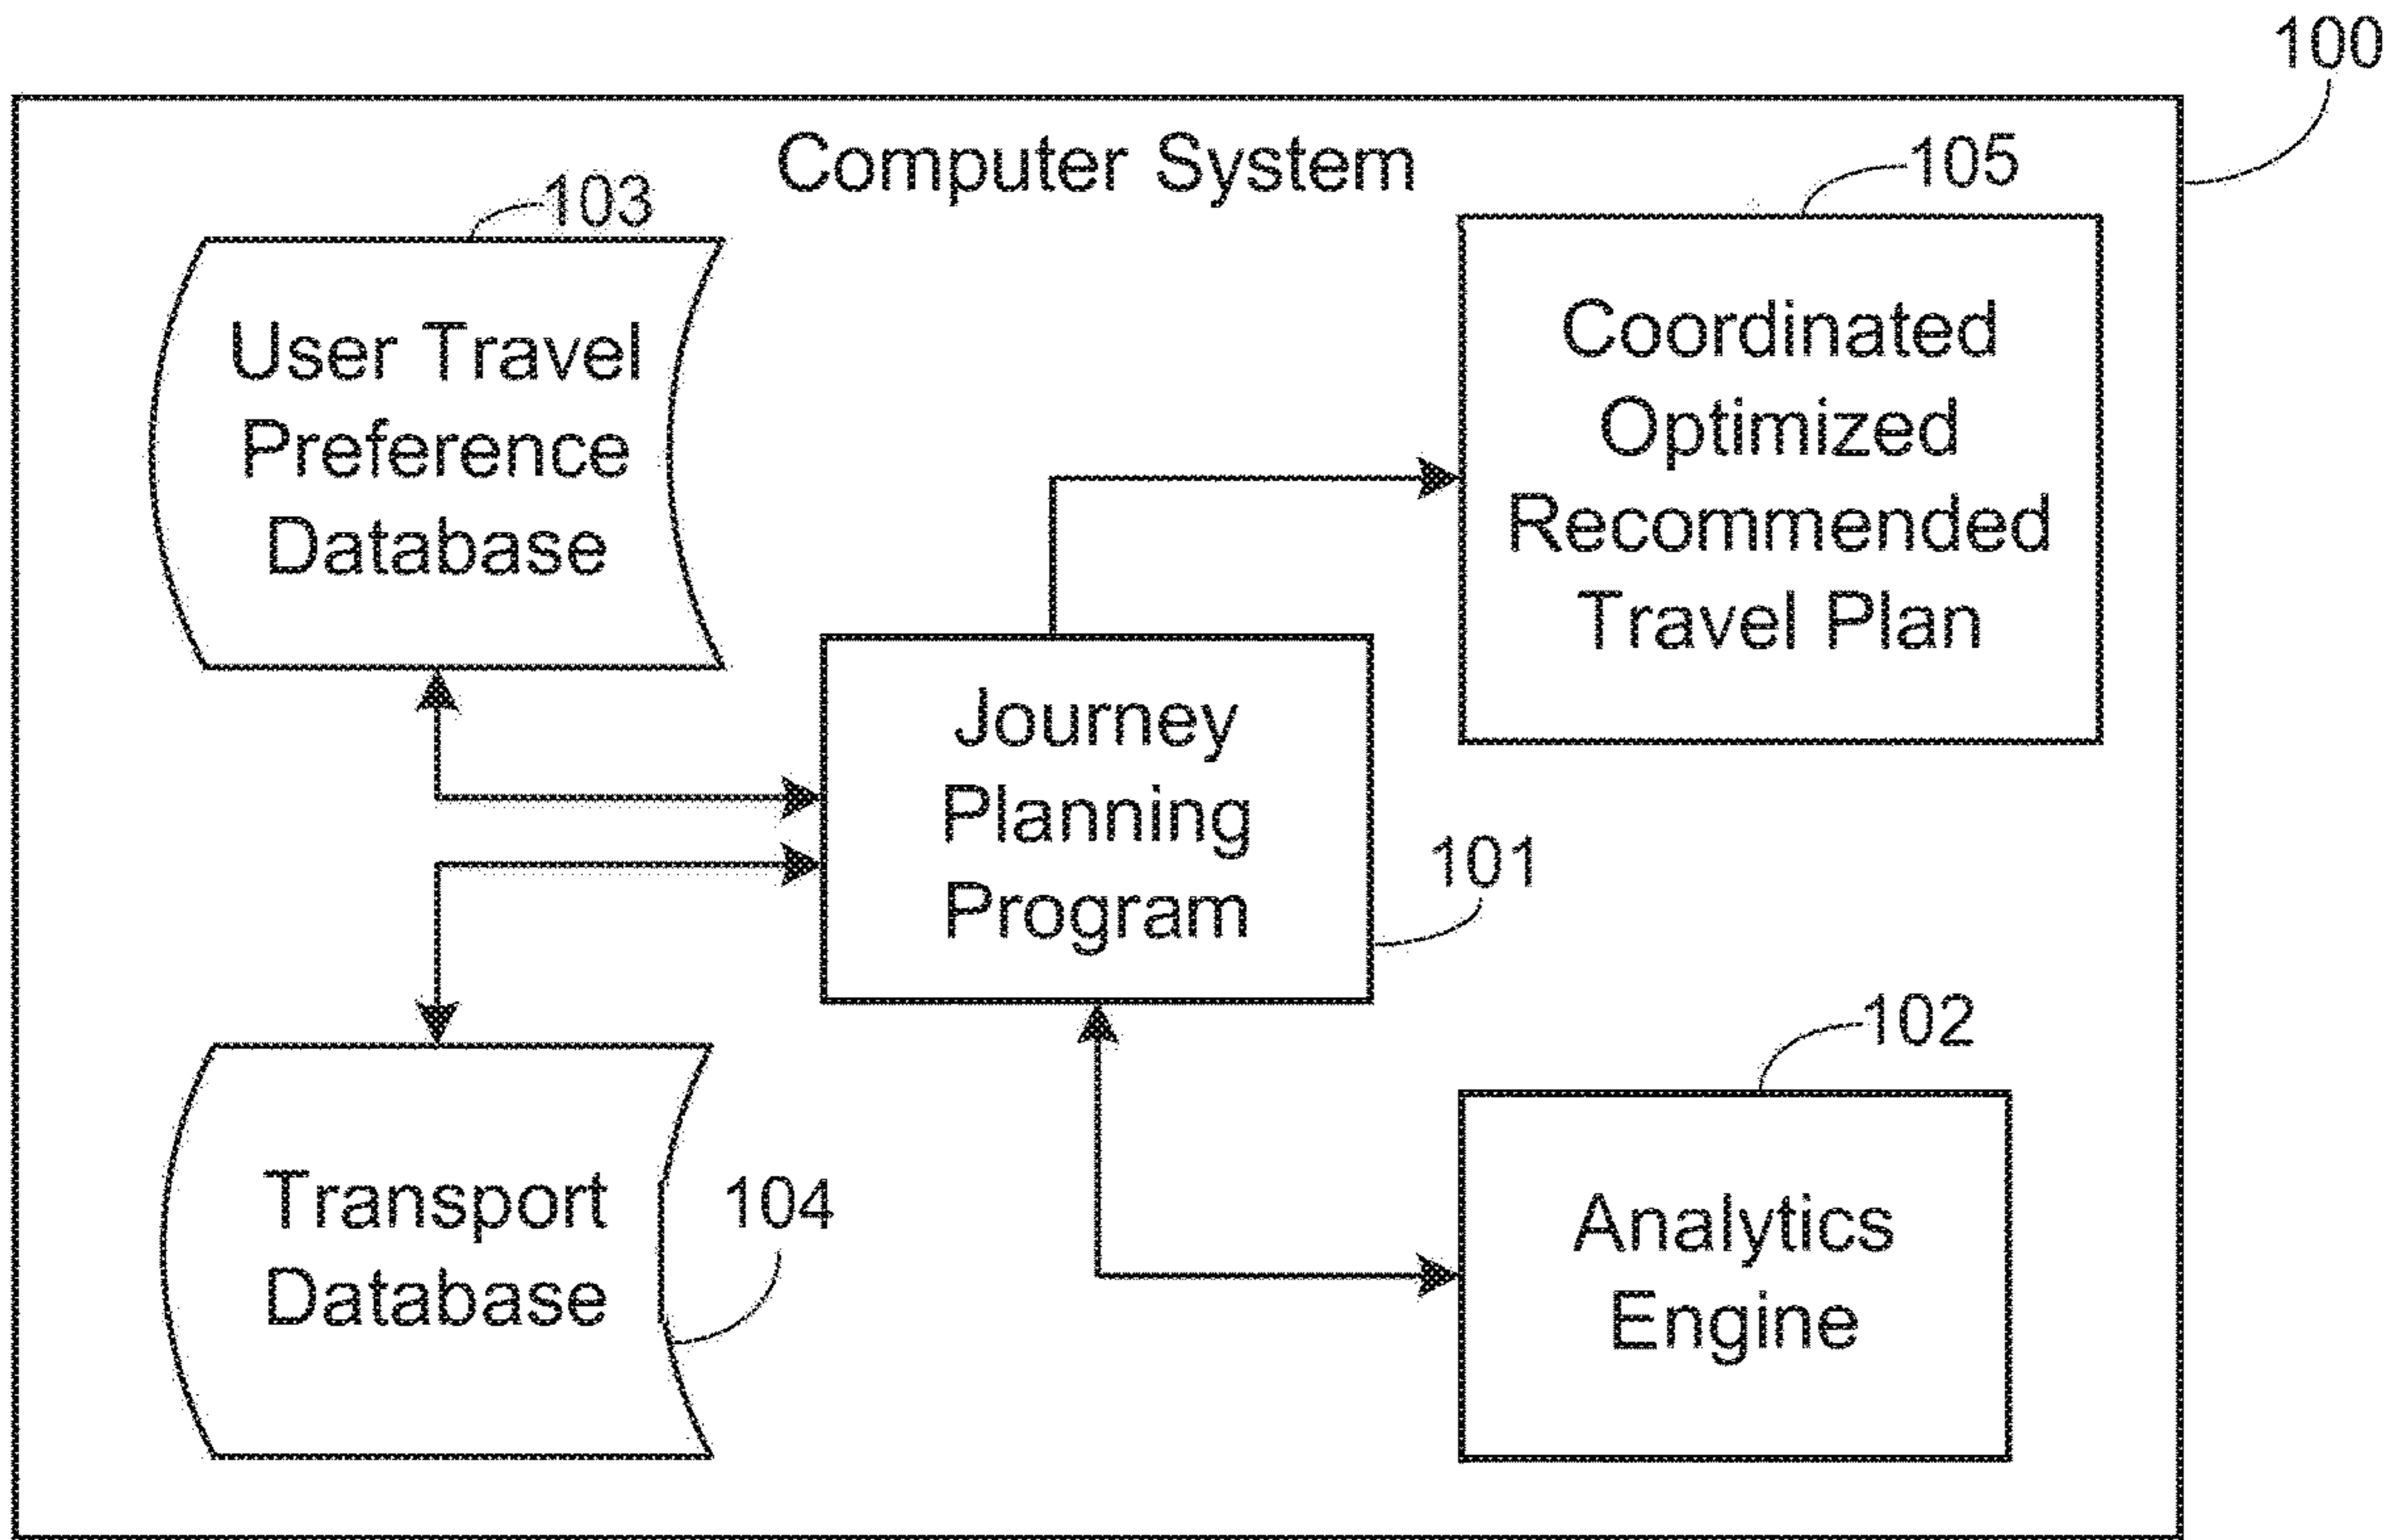 100
Computer System
103
105
User Travel
Preference
Database
Coordinated
Optimized
Recommended
Travel Plan
Journey
Planning
Program
101
102
Transport
Database
104
Analytics
Engine